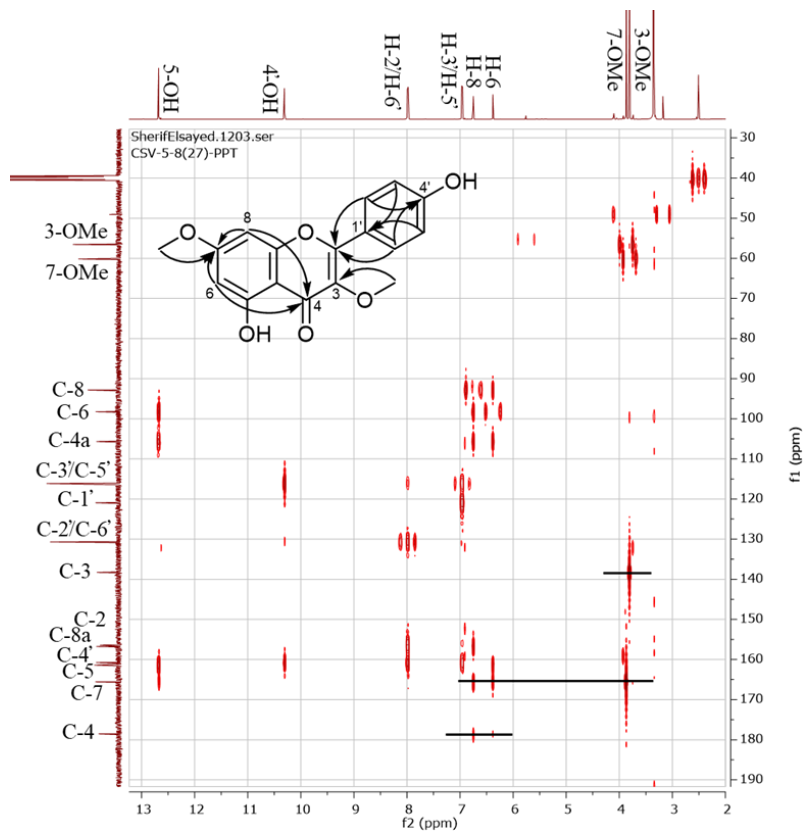 5-OH
4'-OH
H-2'/H-6'
H-3'/H-5'
H-8
H-6
7-OMe
3-OMe
SherifElsayed.1203.ser
CSV-5-8(27)-PPT
OH
4'
1'
8
O
O
6
3
O
4
OH
O
3-OMe
7-OMe
C-8
C-6
C-4a
C-3'/C-5'
C-1'
C-2'/C-6'
C-3
C-2
C-8a
C-4'
C-5
C-7
C-4
30
40
50
60
70
80
90
100
110
120
130
140
150
160
170
180
190
f1 (ppm)
13 12 11 10 9 8 7 6 5 4 3 2
f2 (ppm)